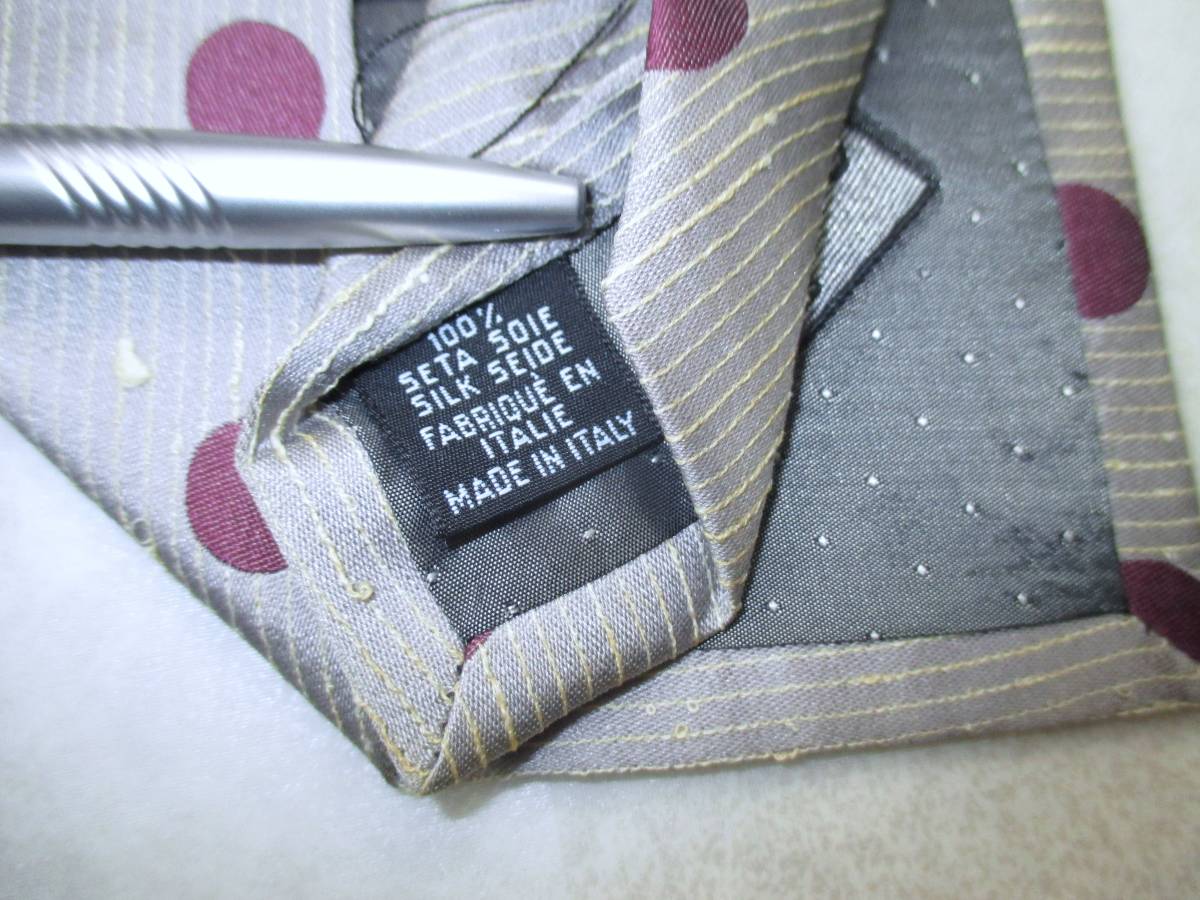 100%
SETA SOIE
SILK SEIDE
FABRIQUÉ EN
ITALIE
MADE IN ITALY